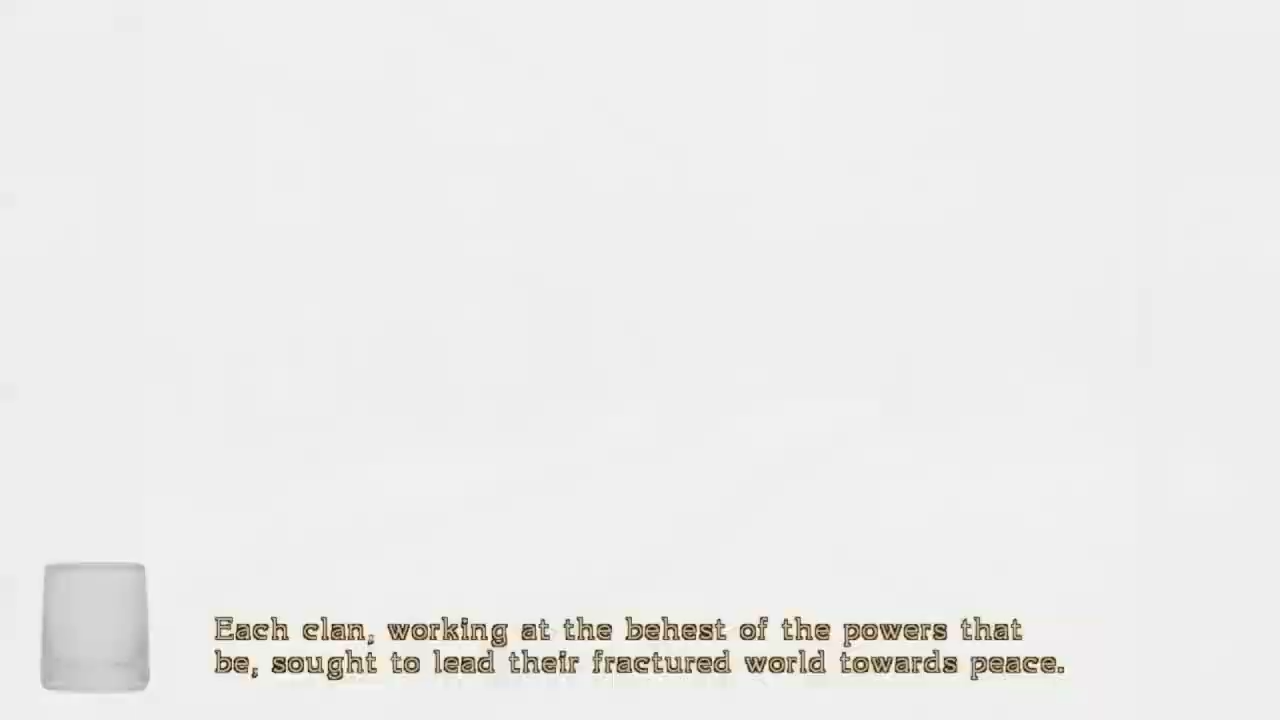 Each clan, working at the behest of the powers that
be, sought to lead their fractured world towards peace.